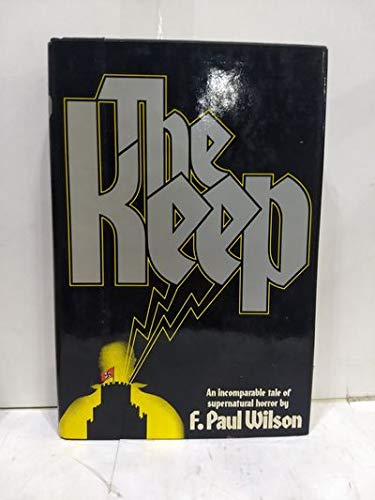 The
Keep
An incomparable tale of
supernatural horror by
F. Paul Wilson